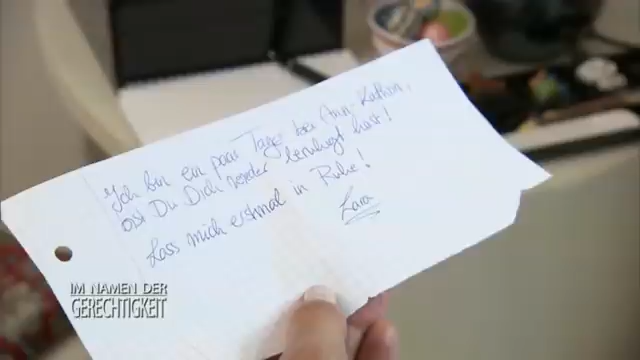 Ich bin ein paar Tage bei Ann-Kathrin,
bist Du Dich wieder beruhigt hast!
Lass mich erstmal in Ruhe!
Lara
IM NAMEN DER
GERECHTIGKEIT